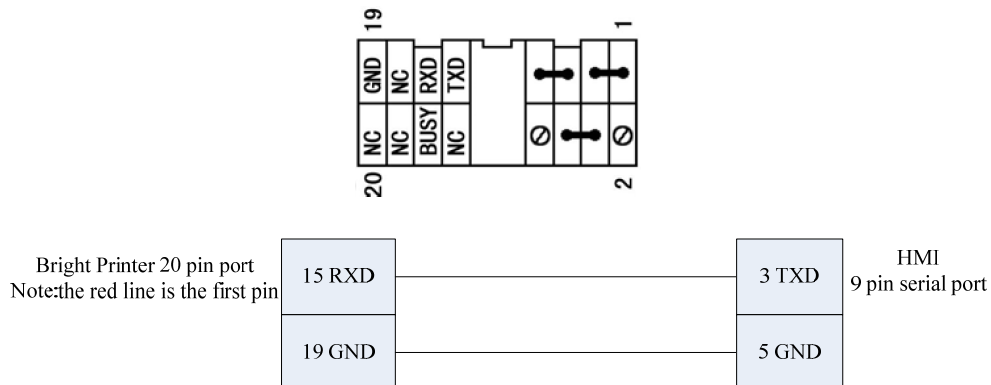 19
1
GND NC RXD TXD
NC NC BUSY NC
20
2
Bright Printer 20 pin port
Note:the red line is the first pin
15 RXD
3 TXD
HMI
9 pin serial port
19 GND
5 GND